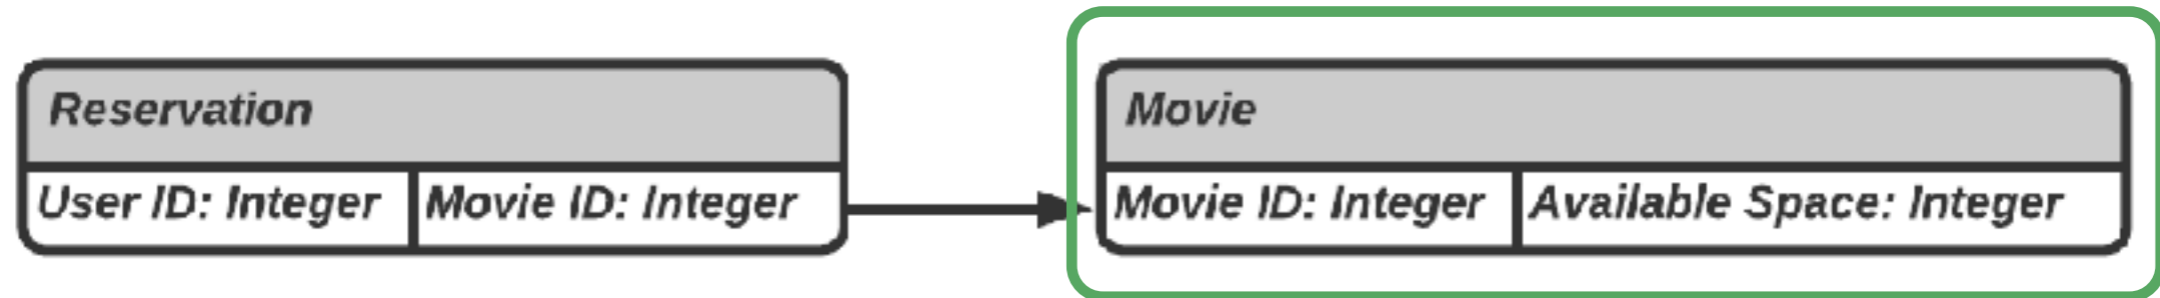 Reservation
User ID: Integer
Movie ID: Integer
Movie
Movie ID: Integer
Available Space: Integer